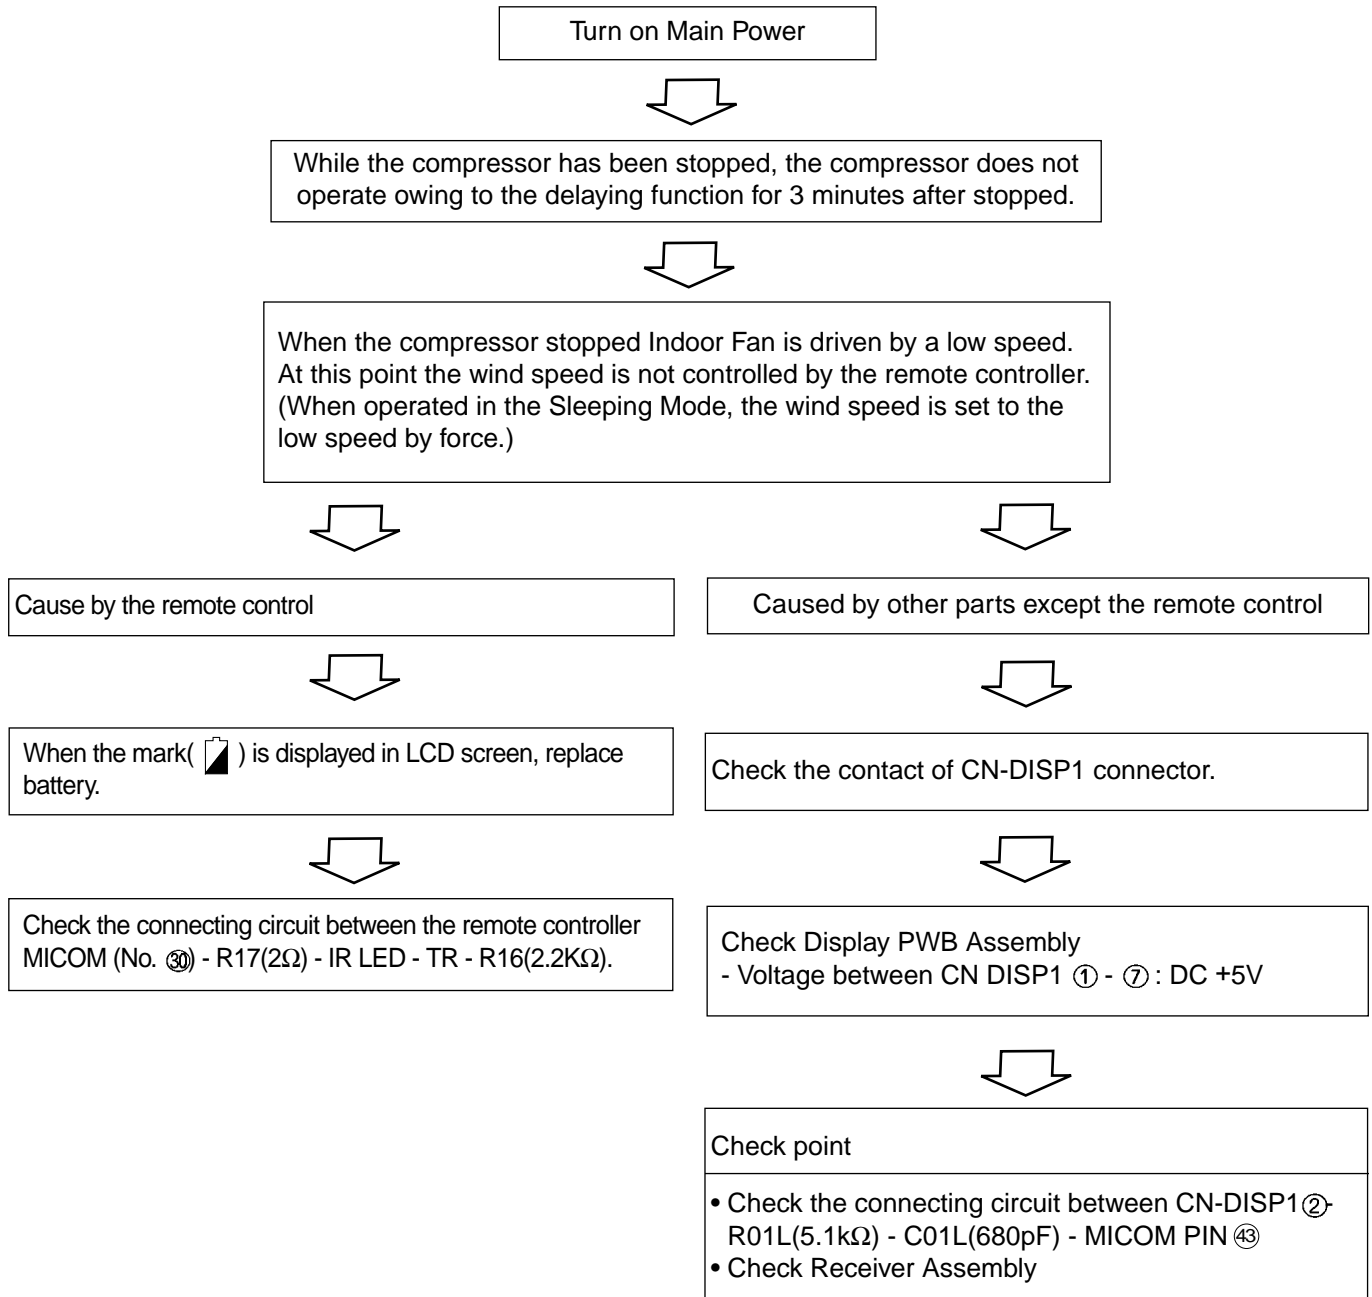 Turn on Main Power
While the compressor has been stopped, the compressor does not
operate owing to the delaying function for 3 minutes after stopped.
When the compressor stopped Indoor Fan is driven by a low speed.
At this point the wind speed is not controlled by the remote controller.
(When operated in the Sleeping Mode, the wind speed is set to the
low speed by force.)
Cause by the remote control
When the mark( ) is displayed in LCD screen, replace
battery.
Check the connecting circuit between the remote controller
MICOM (No. ㉚) - R17(2Ω) - IR LED - TR - R16(2.2KΩ).
Caused by other parts except the remote control
Check the contact of CN-DISP1 connector.
Check Display PWB Assembly
- Voltage between CN DISP1 ① - ⑦ : DC +5V
Check point
• Check the connecting circuit between CN-DISP1②-
R01L(5.1kΩ) - C01L(680pF) - MICOM PIN ㊸
• Check Receiver Assembly